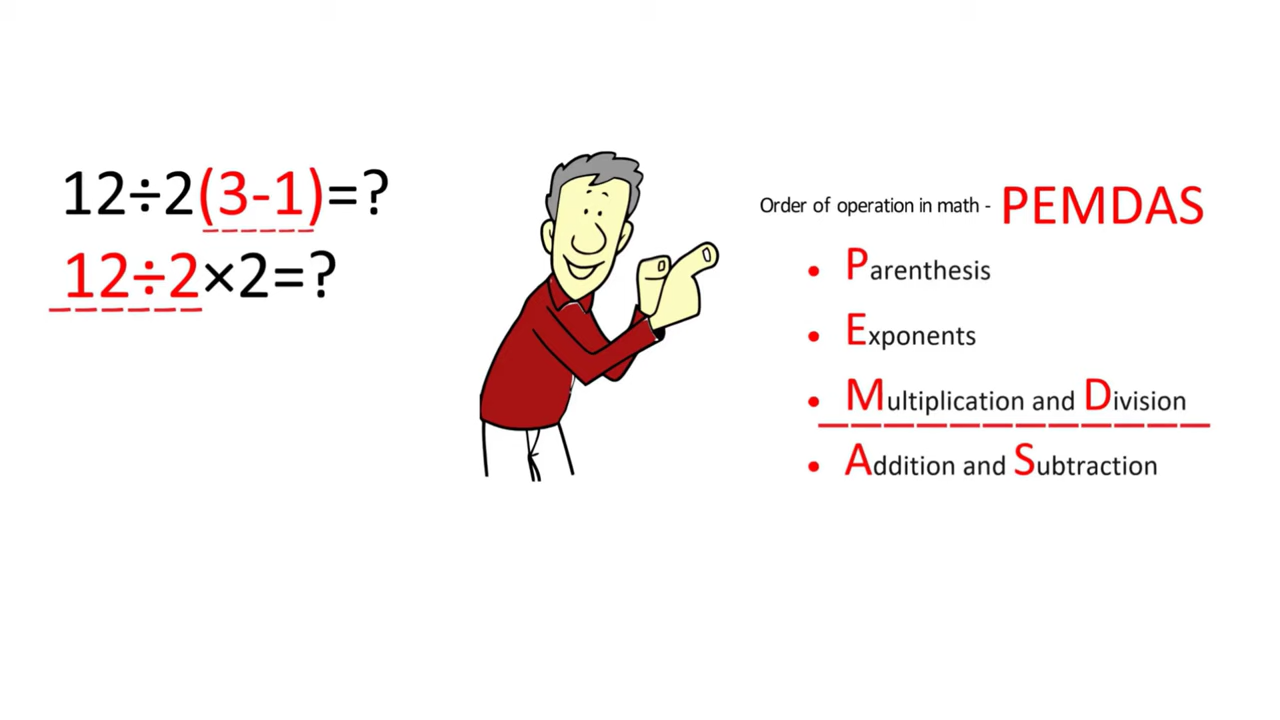 12÷2(3-1)=?
12÷2×2=?
Order of operation in math - PEMDAS
• Parenthesis
• Exponents
• Multiplication and Division
• Addition and Subtraction